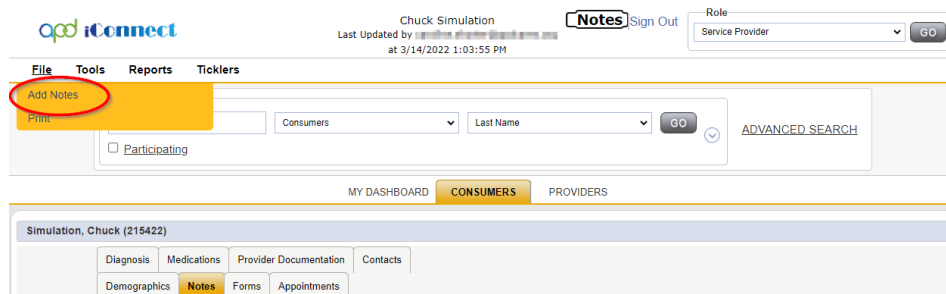 apd iConnect
Chuck Simulation
Last Updated by
at 3/14/2022 1:03:55 PM
Notes Sign Out
Role
Service Provider GO
File Tools Reports Ticklers
Add Notes
Print
Consumers Last Name GO
ADVANCED SEARCH
Participating
MY DASHBOARD CONSUMERS PROVIDERS
Simulation, Chuck (215422)
Diagnosis Medications Provider Documentation Contacts
Demographics Notes Forms Appointments